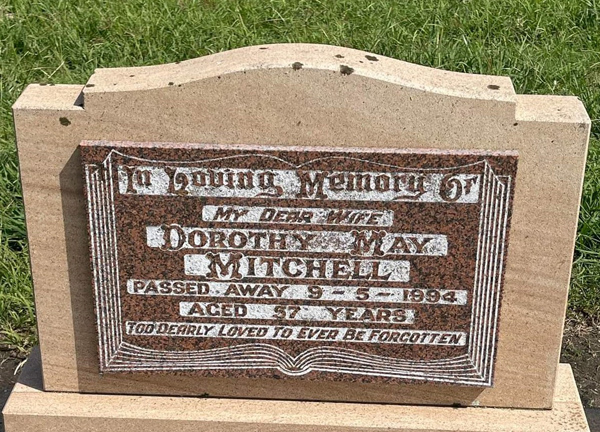 In Loving Memory Of
MY DEAR WIFE
DOROTHY MAY
MITCHELL
PASSED AWAY 9-5-1994
AGED 57 YEARS
TOO DEARLY LOVED TO EVER BE FORGOTTEN